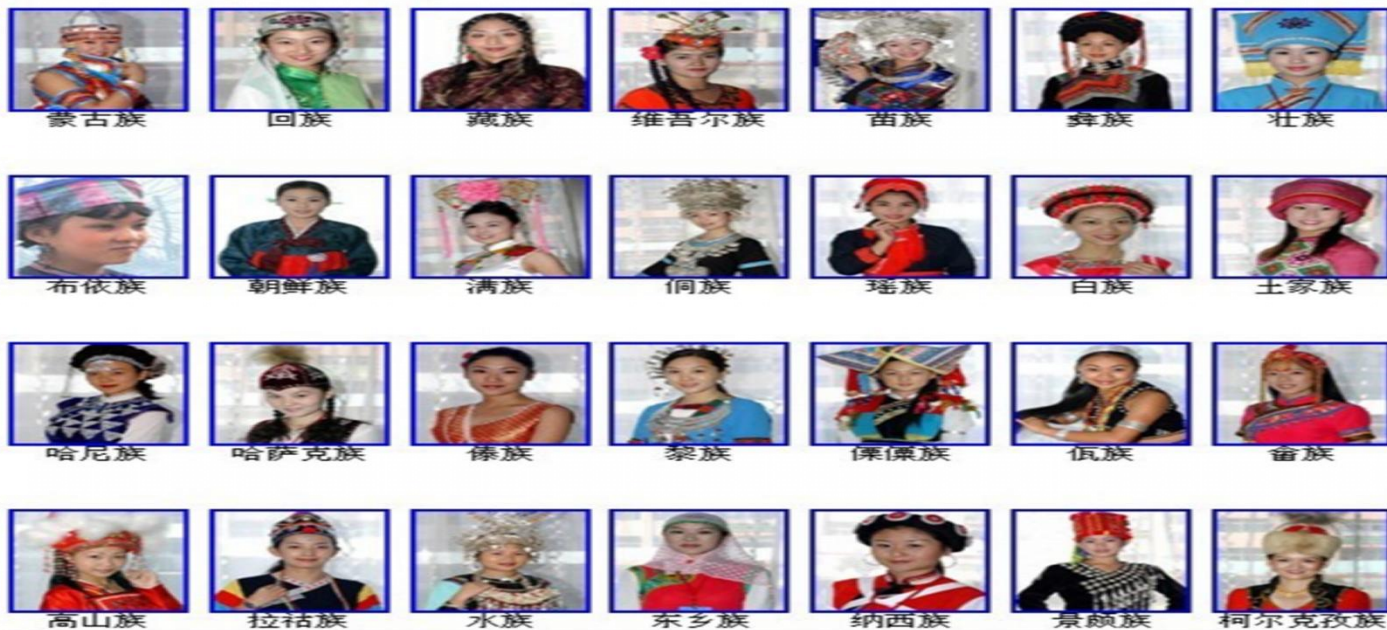 蒙古族 回族 藏族 维吾尔族 苗族 彝族 壮族
布依族 朝鲜族 满族 侗族 瑶族 白族 土家族
哈尼族 哈萨克族 傣族 黎族 傈僳族 佤族 畲族
高山族 拉祜族 水族 东乡族 纳西族 景颇族 柯尔克孜族